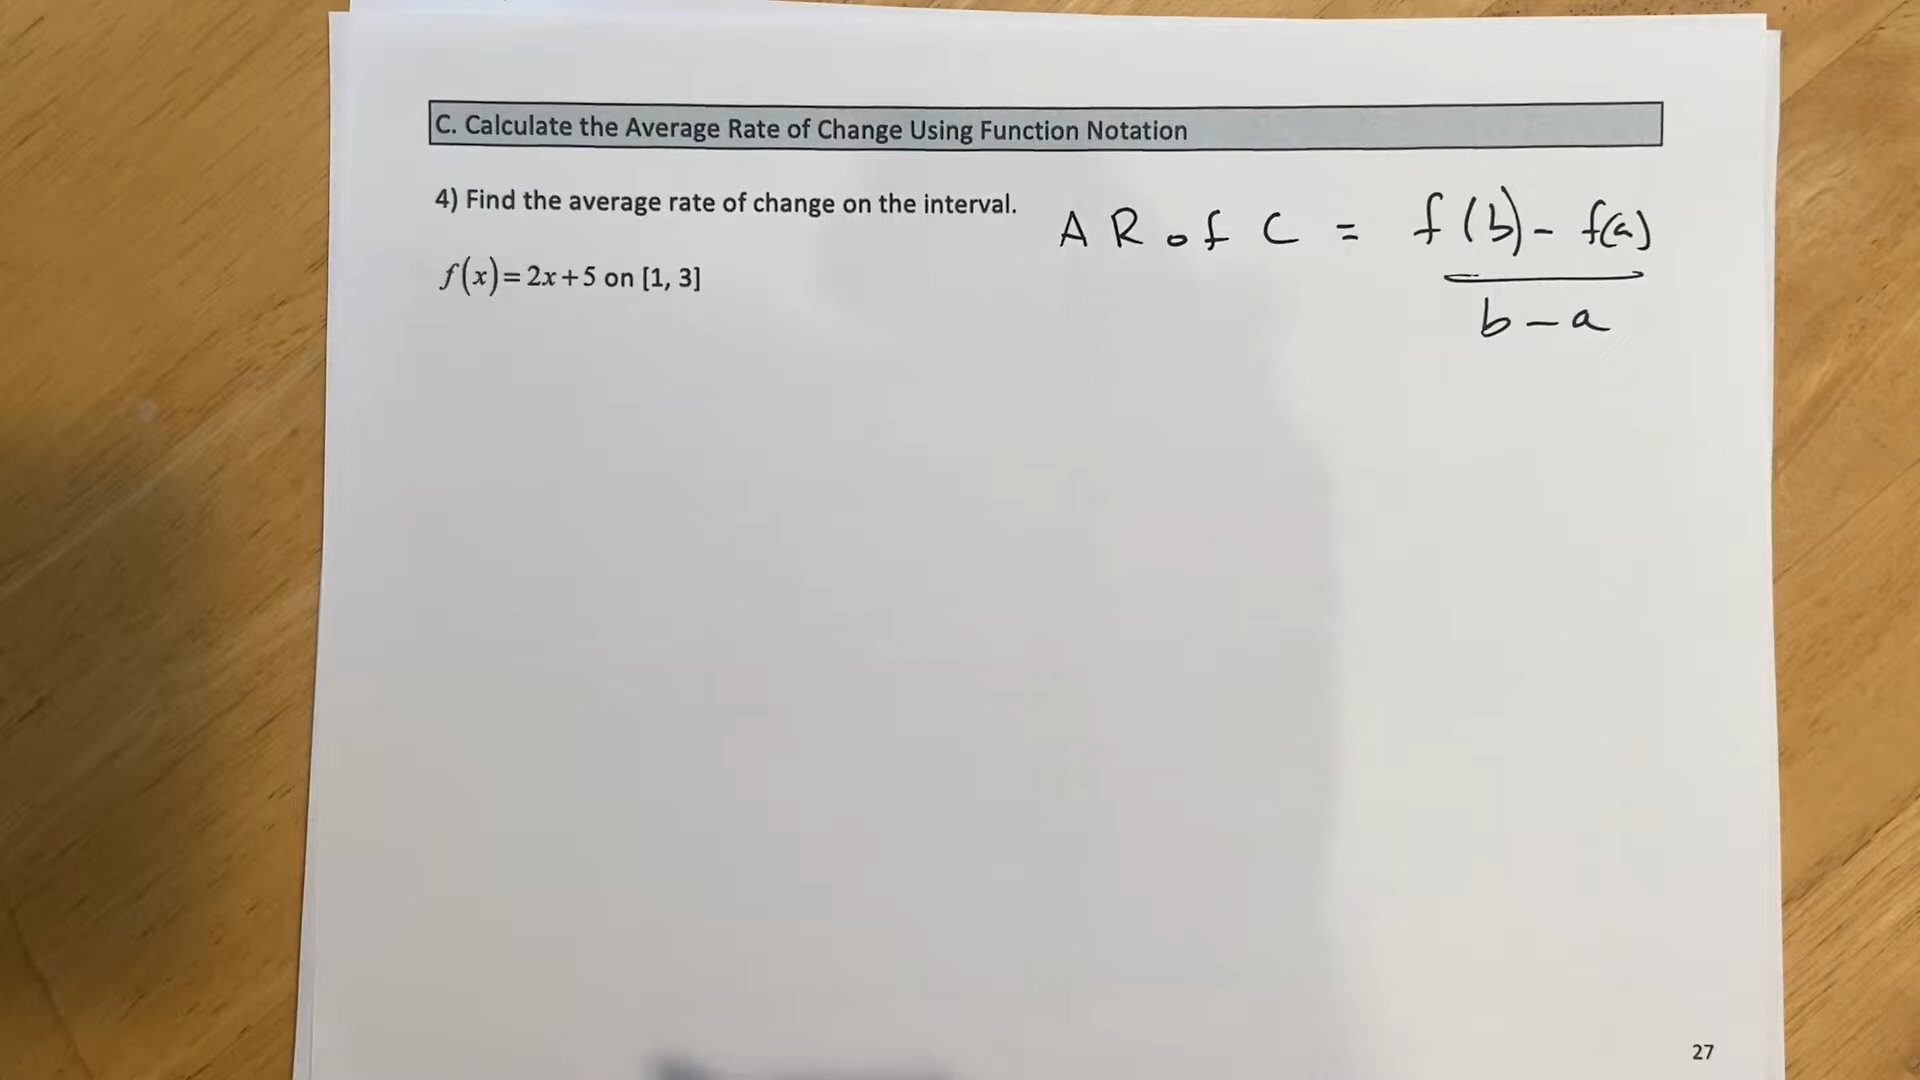 C. Calculate the Average Rate of Change Using Function Notation
4) Find the average rate of change on the interval.
A R of C = f(b) - f(a)
b - a
f(x) = 2x + 5 on [1, 3]
27